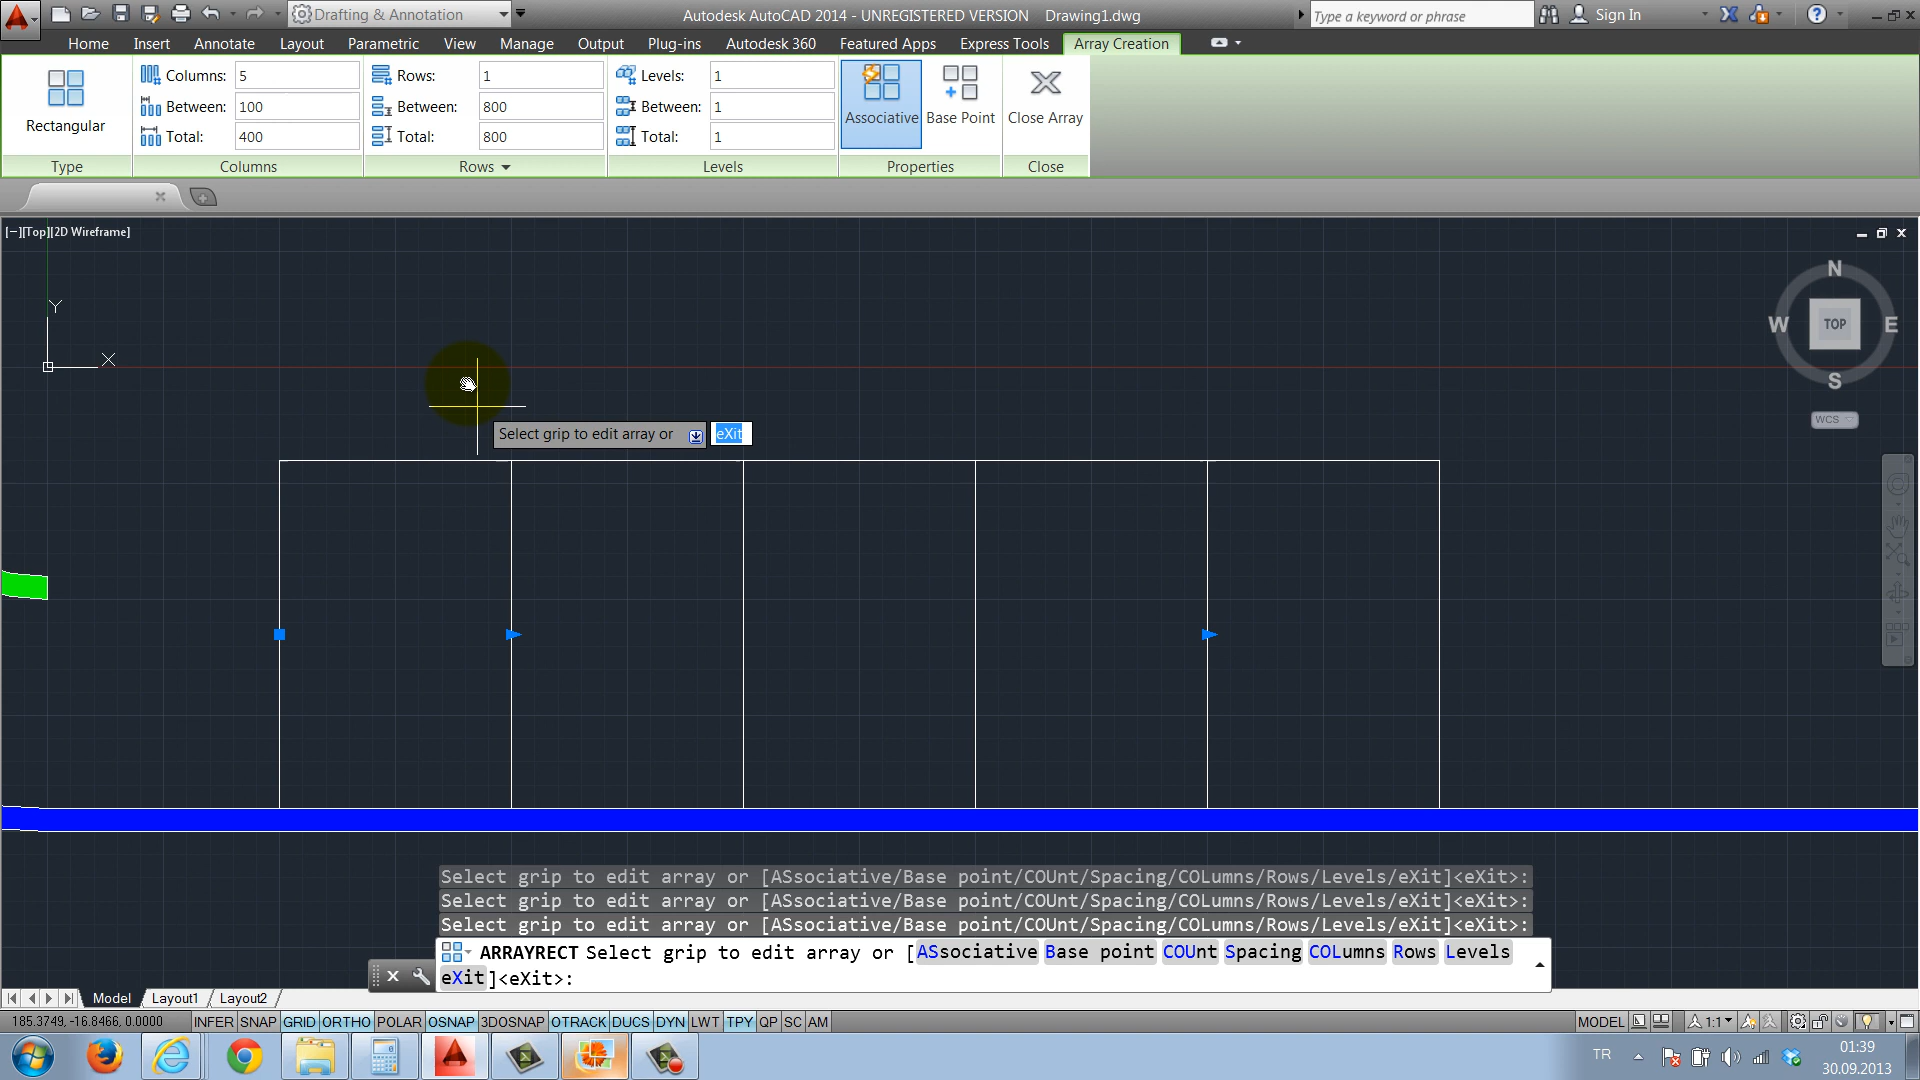 Drafting & Annotation
Autodesk AutoCAD 2014 - UNREGISTERED VERSION Drawing1.dwg
Type a keyword or phrase
Sign In
Home Insert Annotate Layout Parametric View Manage Output Plug-ins Autodesk 360 Featured Apps Express Tools Array Creation
Columns: 5 Rows: 1 Levels: 1
Between: 100 Between: 800 Between: 1
Rectangular Associative Base Point Close Array
Total: 400 Total: 800 Total: 1
Type Columns Rows Levels Properties Close
[−][Top][2D Wireframe]
N
Y
W TOP E
X
S
WCS
Select grip to edit array or eXit
Select grip to edit array or [ASsociative/Base point/COUnt/Spacing/COLumns/Rows/Levels/eXit]<eXit>:
Select grip to edit array or [ASsociative/Base point/COUnt/Spacing/COLumns/Rows/Levels/eXit]<eXit>:
Select grip to edit array or [ASsociative/Base point/COUnt/Spacing/COLumns/Rows/Levels/eXit]<eXit>:
ARRAYRECT Select grip to edit array or [ASsociative Base point COUnt Spacing COLumns Rows Levels
eXit]<eXit>:
Model Layout1 Layout2
185.3749, -16.8466, 0.0000 INFER SNAP GRID ORTHO POLAR OSNAP 3DOSNAP OTRACK DUCS DYN LWT TPY QP SC AM MODEL 1:1
TR
01:39
30.09.2013